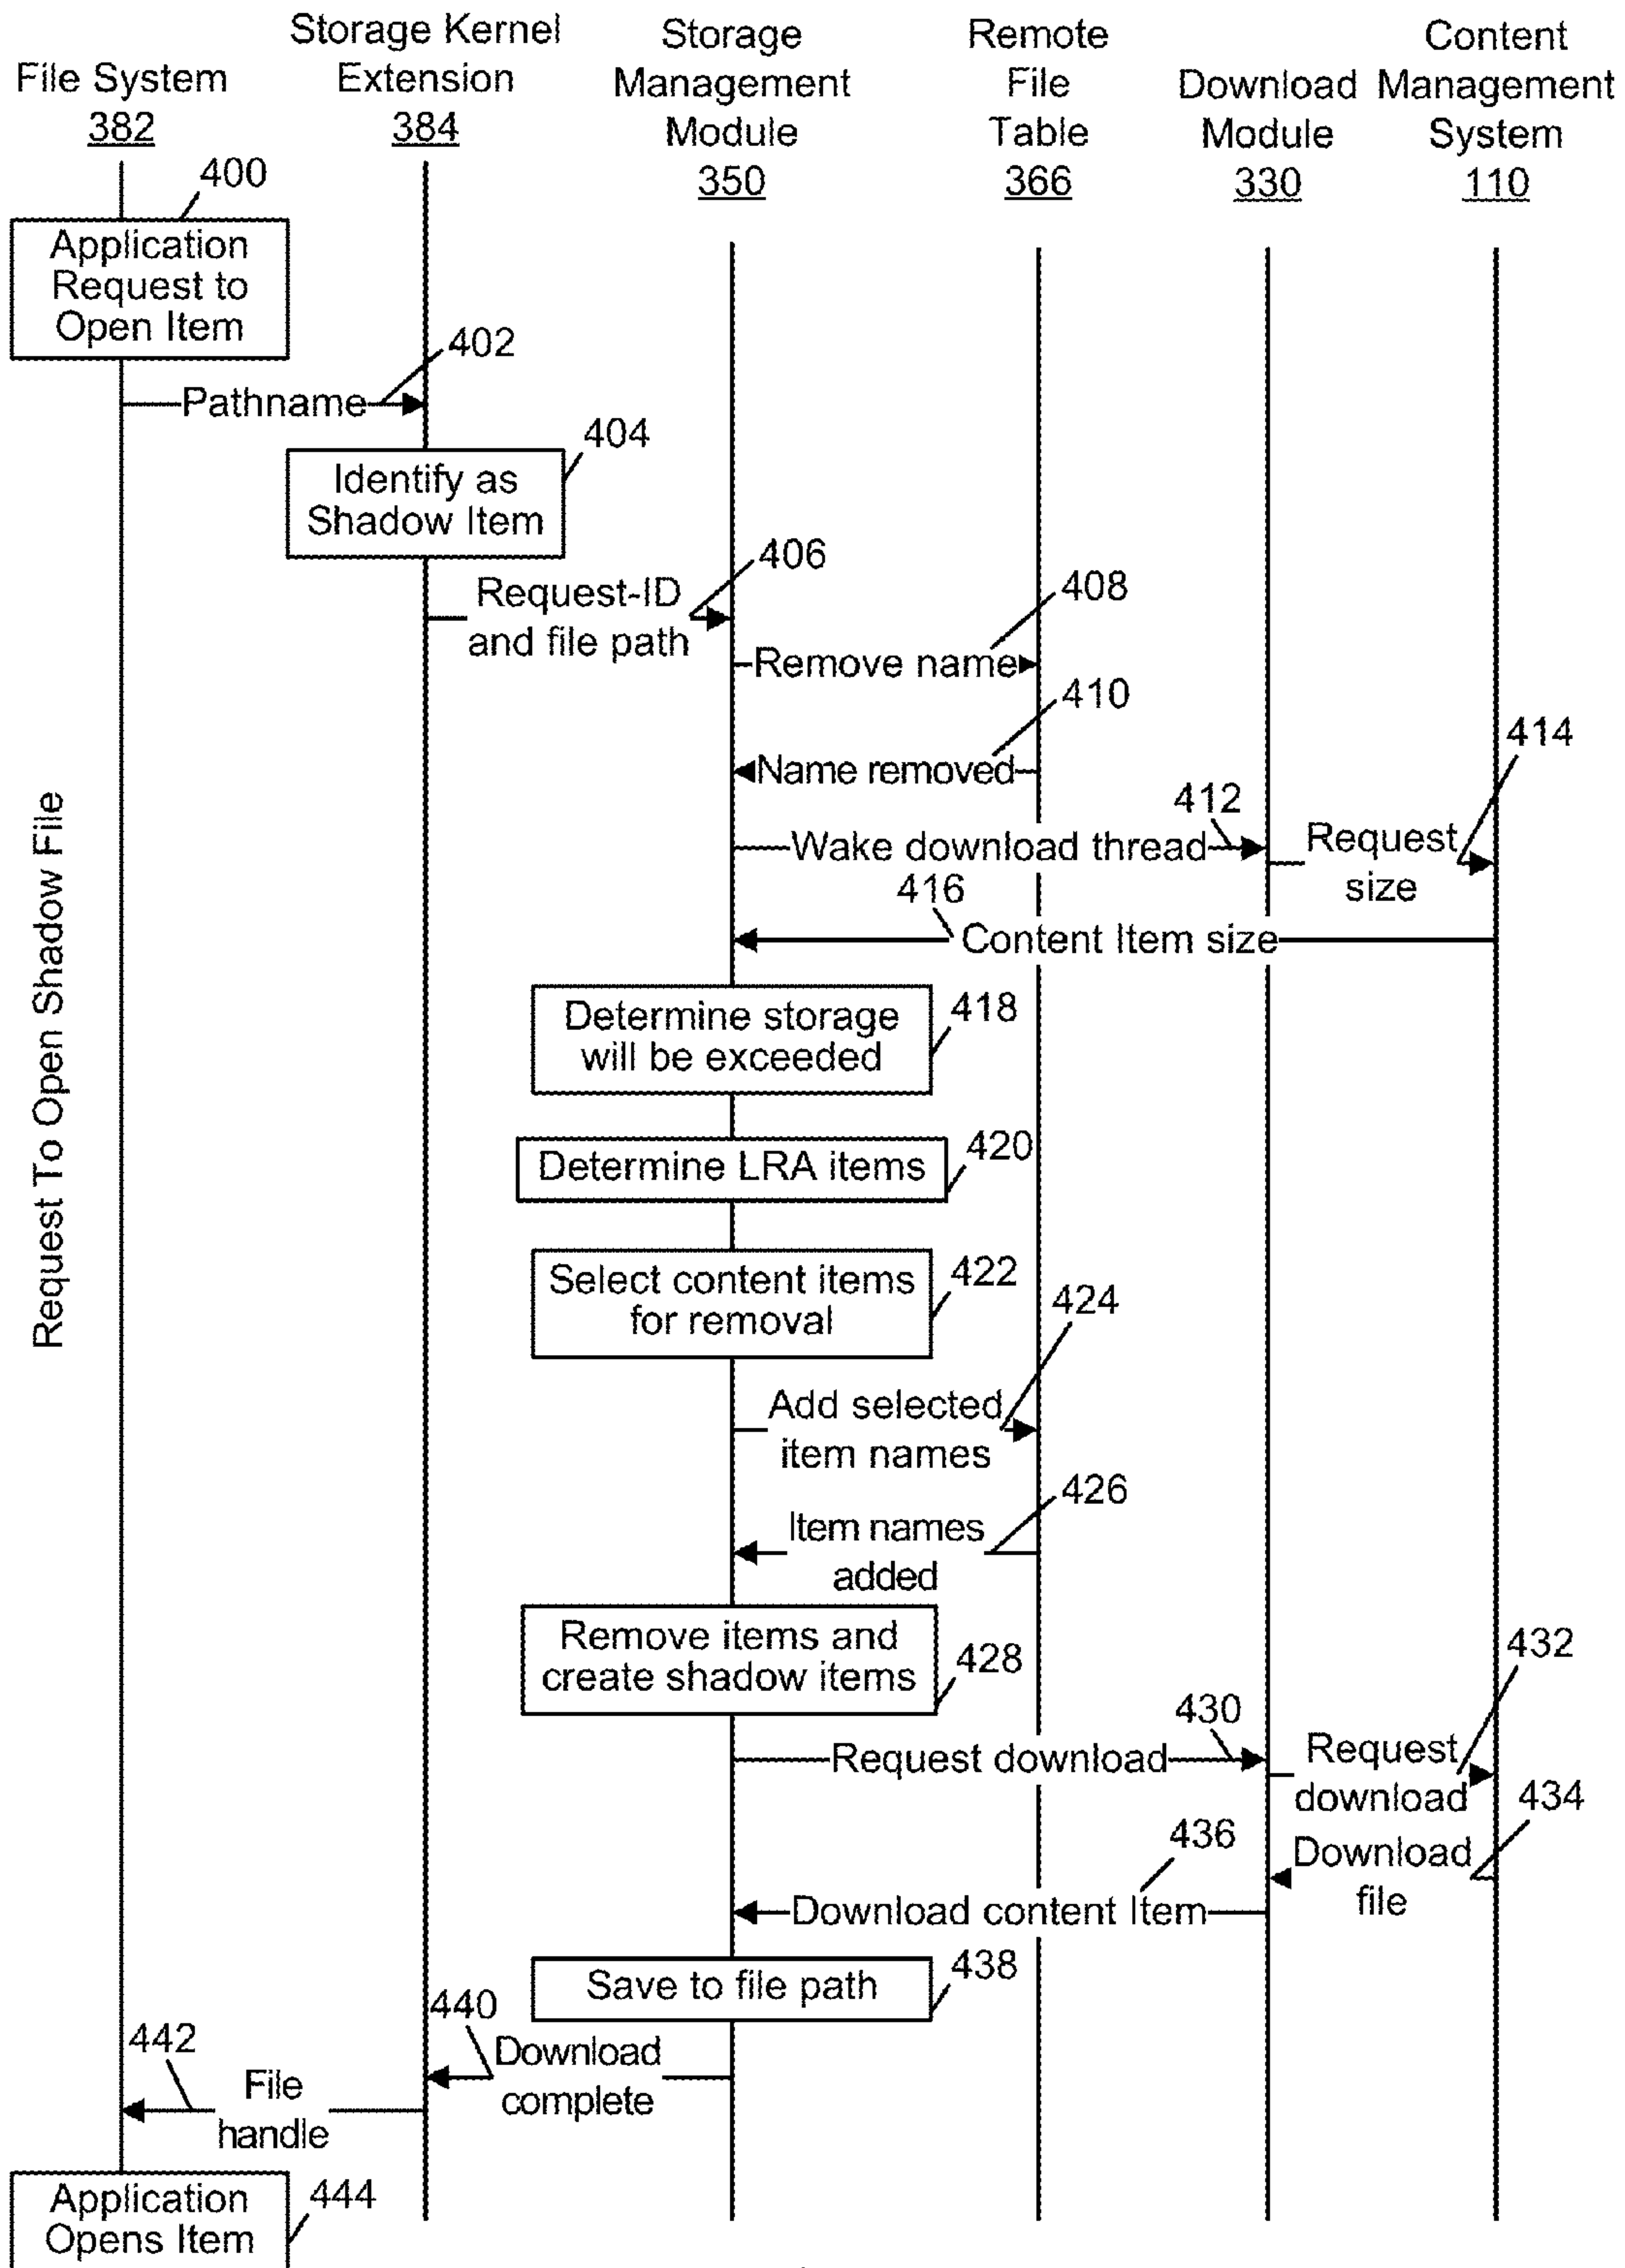 File System
382
Storage Kernel
Extension
384
Storage
Management
Module
350
Remote
File
Table
366
Download
Module
330
Content
Management
System
110
400
Application
Request to
Open Item
402
Pathname
404
Identify as
Shadow Item
406
Request-ID
and file path
408
Remove name
410
Name removed
412
Wake download thread
414
Request
size
416
Content Item size
Request To Open Shadow File
418
Determine storage
will be exceeded
420
Determine LRA items
422
Select content items
for removal
424
Add selected
item names
426
Item names
added
428
Remove items and
create shadow items
430
Request download
432
Request
download
434
Download
file
436
Download content Item
438
Save to file path
440
Download
complete
442
File
handle
444
Application
Opens Item